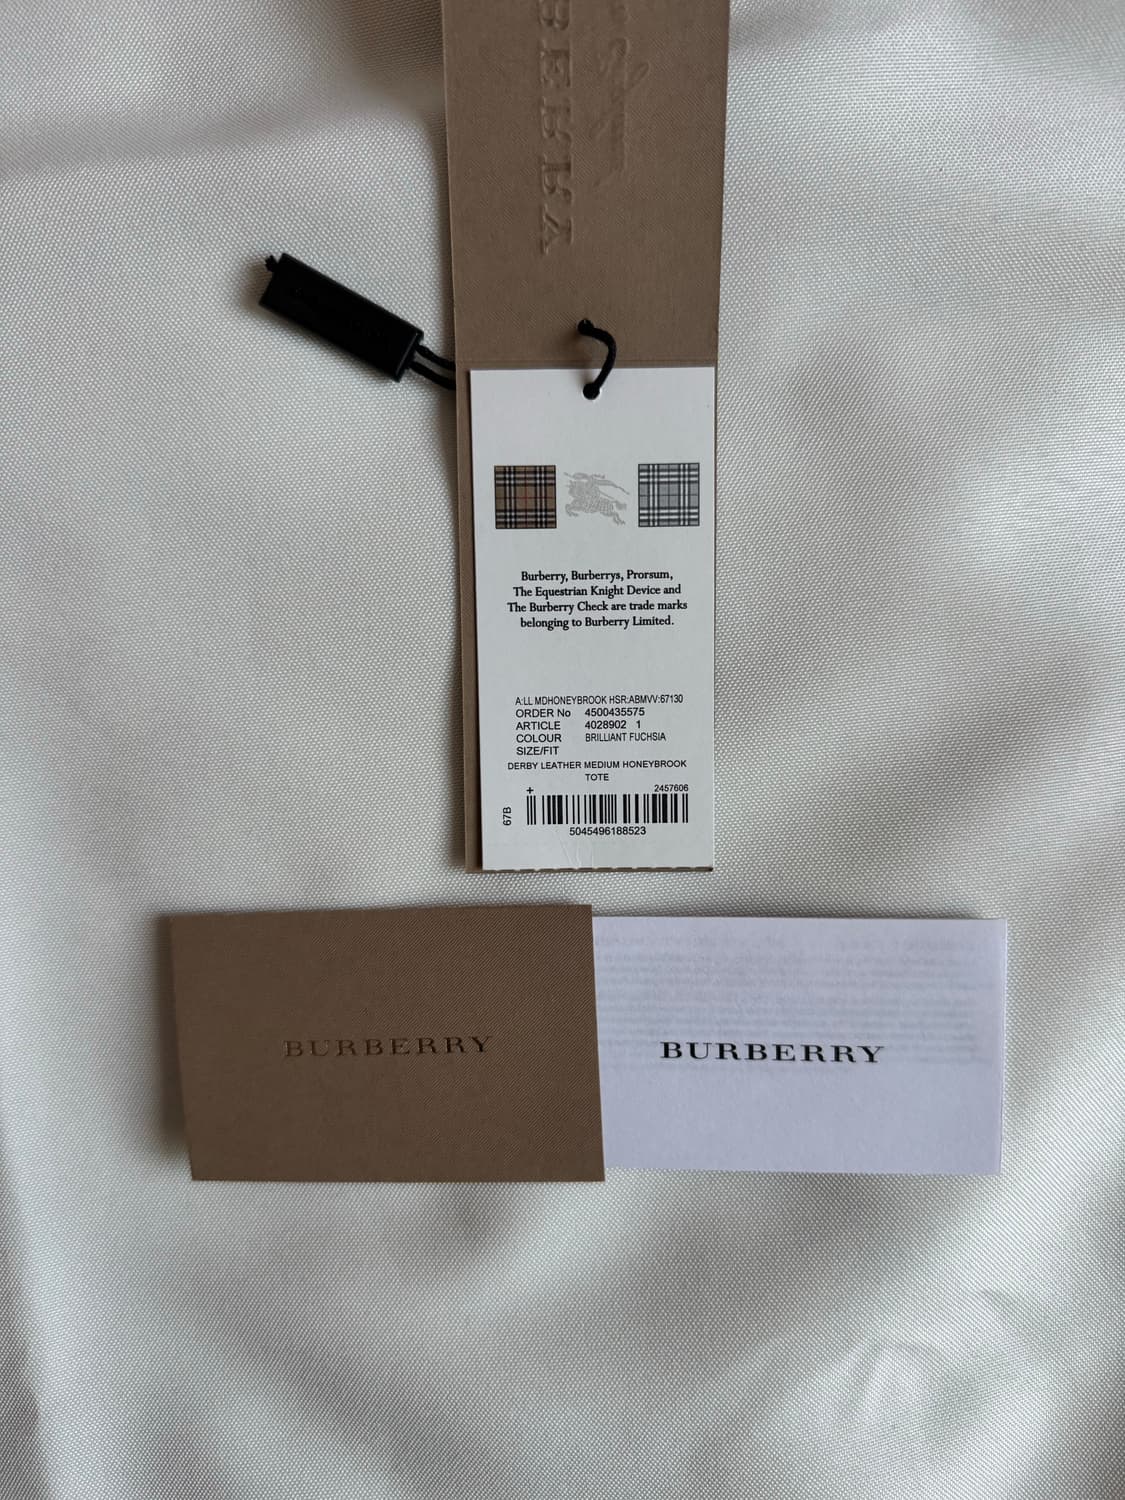 BERRY
Burberry, Burberrys, Prorsum,
The Equestrian Knight Device and
The Burberry Check are trade marks
belonging to Burberry Limited.
A:LL MDHONEYBROOK HSR:ABMVV:67130
ORDER No 4500435575
ARTICLE 4028902 1
COLOUR BRILLIANT FUCHSIA
SIZE/FIT
DERBY LEATHER MEDIUM HONEYBROOK
TOTE
+ 2457606
67B
5045496188523
BURBERRY
BURBERRY